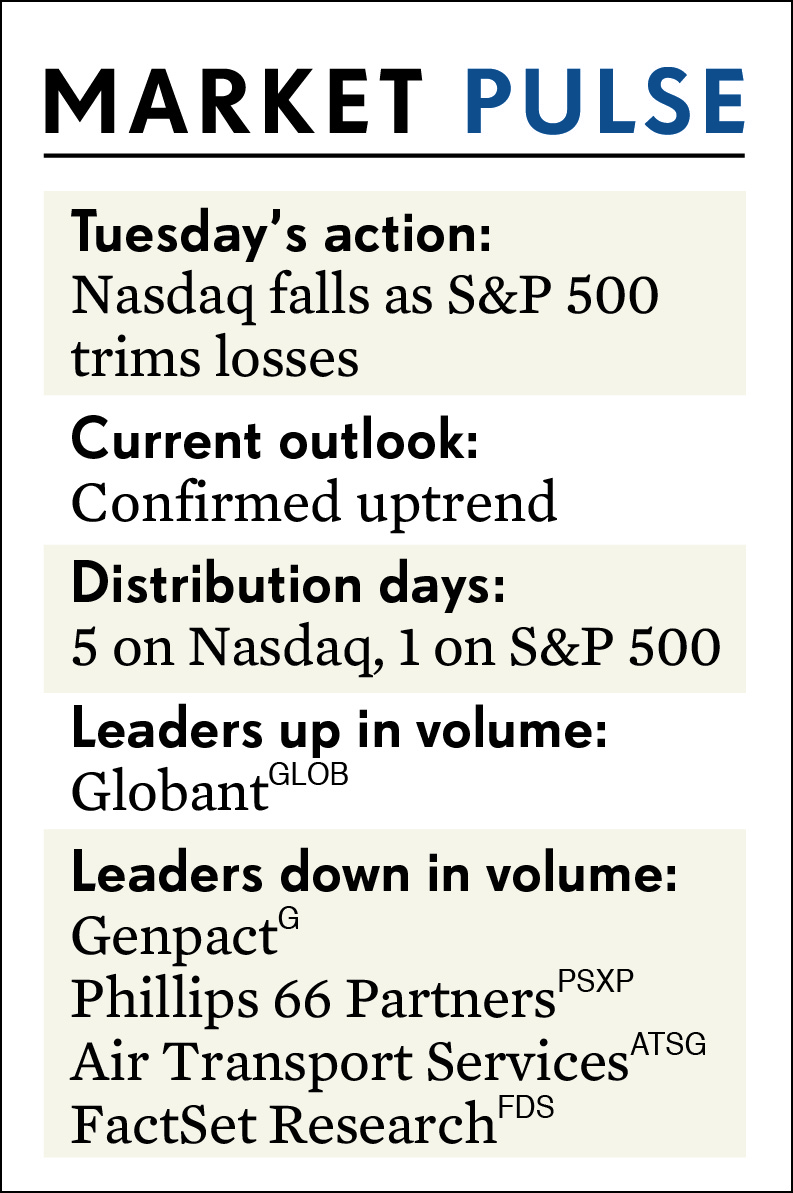 MARKET PULSE
Tuesday’s action:
Nasdaq falls as S&P 500
trims losses
Current outlook:
Confirmed uptrend
Distribution days:
5 on Nasdaq, 1 on S&P 500
Leaders up in volume:
Globant GLOB
Leaders down in volume:
Genpact G
Phillips 66 Partners PSXP
Air Transport Services ATSG
FactSet Research FDS